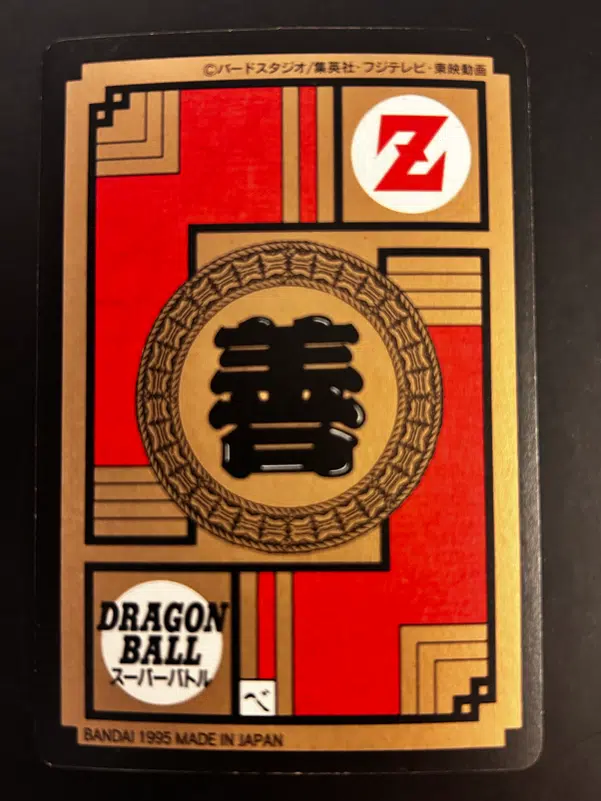 ©バードスタジオ/集英社・フジテレビ・東映動画
Z
善
DRAGON
BALL
スーパーバトル
べ
BANDAI 1995 MADE IN JAPAN